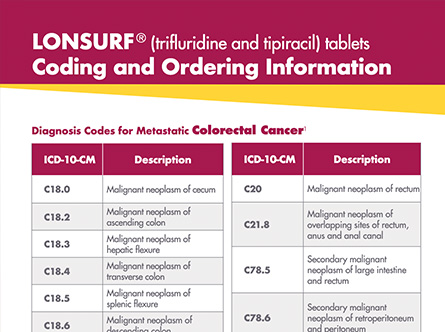 LONSURF® (trifluridine and tipiracil) tablets
Coding and Ordering Information
Diagnosis Codes for Metastatic Colorectal Cancer¹
ICD-10-CM Description
C18.0 Malignant neoplasm of cecum
C18.2 Malignant neoplasm of
ascending colon
C18.3 Malignant neoplasm of
hepatic flexure
C18.4 Malignant neoplasm of
transverse colon
C18.5 Malignant neoplasm of
splenic flexure
C18.6 Malignant neoplasm of
descending colon
ICD-10-CM Description
C20 Malignant neoplasm of rectum
C21.8 Malignant neoplasm of
overlapping sites of rectum,
anus and anal canal
C78.5 Secondary malignant
neoplasm of large intestine
and rectum
C78.6 Secondary malignant
neoplasm of retroperitoneum
and peritoneum